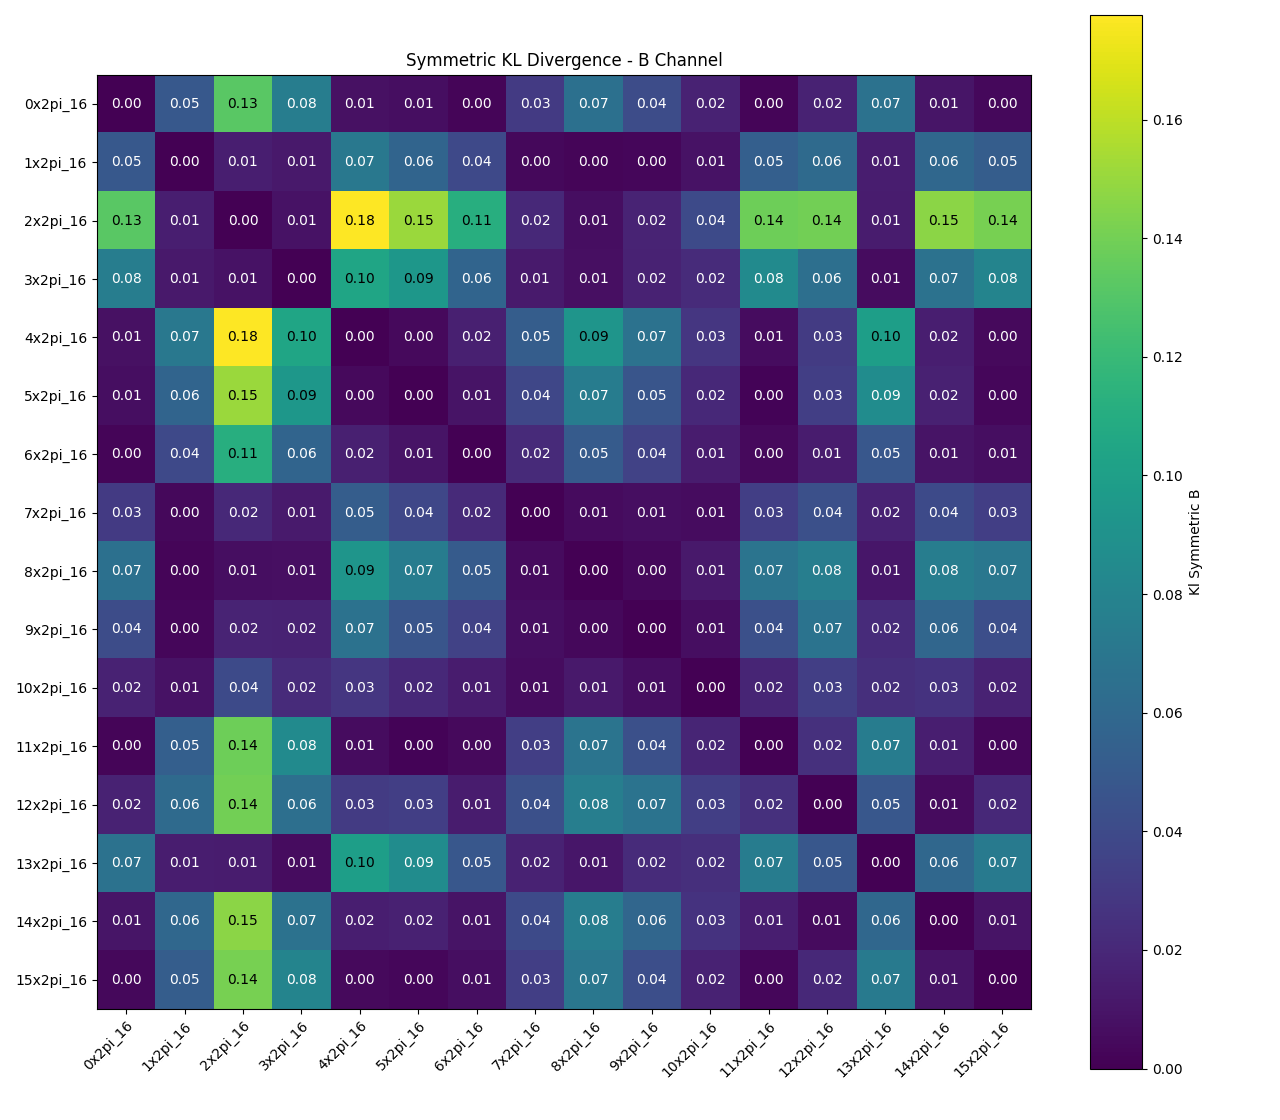 Symmetric KL Divergence - B Channel
0x2pi_16 0.00 0.05 0.13 0.08 0.01 0.01 0.00 0.03 0.07 0.04 0.02 0.00 0.02 0.07 0.01 0.00
1x2pi_16 0.05 0.00 0.01 0.01 0.07 0.06 0.04 0.00 0.00 0.00 0.01 0.05 0.06 0.01 0.06 0.05
2x2pi_16 0.13 0.01 0.00 0.01 0.18 0.15 0.11 0.02 0.01 0.02 0.04 0.14 0.14 0.01 0.15 0.14
3x2pi_16 0.08 0.01 0.01 0.00 0.10 0.09 0.06 0.01 0.01 0.02 0.02 0.08 0.06 0.01 0.07 0.08
4x2pi_16 0.01 0.07 0.18 0.10 0.00 0.00 0.02 0.05 0.09 0.07 0.03 0.01 0.03 0.10 0.02 0.00
5x2pi_16 0.01 0.06 0.15 0.09 0.00 0.00 0.01 0.04 0.07 0.05 0.02 0.00 0.03 0.09 0.02 0.00
6x2pi_16 0.00 0.04 0.11 0.06 0.02 0.01 0.00 0.02 0.05 0.04 0.01 0.00 0.01 0.05 0.01 0.01
7x2pi_16 0.03 0.00 0.02 0.01 0.05 0.04 0.02 0.00 0.01 0.01 0.01 0.03 0.04 0.02 0.04 0.03
8x2pi_16 0.07 0.00 0.01 0.01 0.09 0.07 0.05 0.01 0.00 0.00 0.01 0.07 0.08 0.01 0.08 0.07
9x2pi_16 0.04 0.00 0.02 0.02 0.07 0.05 0.04 0.01 0.00 0.00 0.01 0.04 0.07 0.02 0.06 0.04
10x2pi_16 0.02 0.01 0.04 0.02 0.03 0.02 0.01 0.01 0.01 0.01 0.00 0.02 0.03 0.02 0.03 0.02
11x2pi_16 0.00 0.05 0.14 0.08 0.01 0.00 0.00 0.03 0.07 0.04 0.02 0.00 0.02 0.07 0.01 0.00
12x2pi_16 0.02 0.06 0.14 0.06 0.03 0.03 0.01 0.04 0.08 0.07 0.03 0.02 0.00 0.05 0.01 0.02
13x2pi_16 0.07 0.01 0.01 0.01 0.10 0.09 0.05 0.02 0.01 0.02 0.02 0.07 0.05 0.00 0.06 0.07
14x2pi_16 0.01 0.06 0.15 0.07 0.02 0.02 0.01 0.04 0.08 0.06 0.03 0.01 0.01 0.06 0.00 0.01
15x2pi_16 0.00 0.05 0.14 0.08 0.00 0.00 0.01 0.03 0.07 0.04 0.02 0.00 0.02 0.07 0.01 0.00
0x2pi_16 1x2pi_16 2x2pi_16 3x2pi_16 4x2pi_16 5x2pi_16 6x2pi_16 7x2pi_16 8x2pi_16 9x2pi_16 10x2pi_16 11x2pi_16 12x2pi_16 13x2pi_16 14x2pi_16 15x2pi_16
0.16
0.14
0.12
0.10
0.08
0.06
0.04
0.02
0.00
Kl Symmetric B